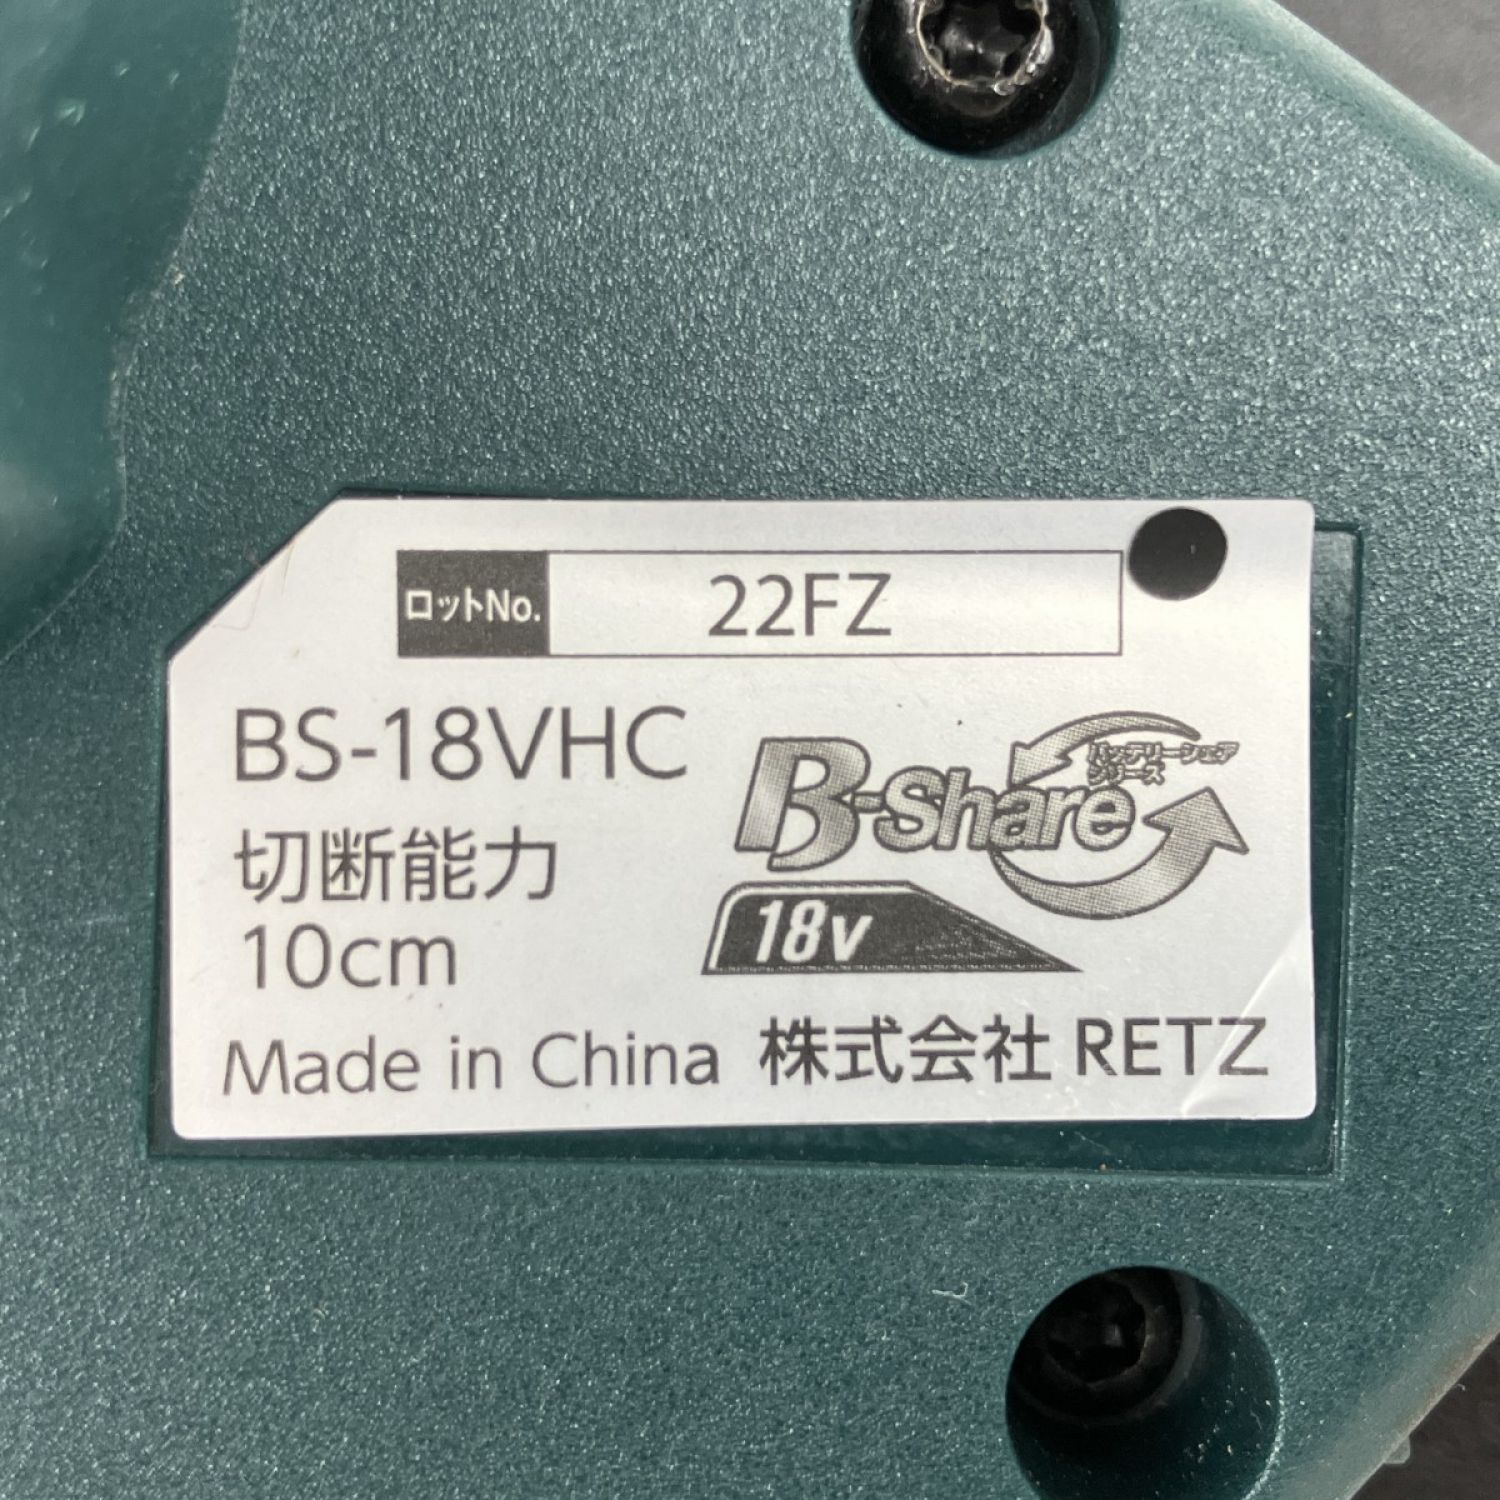 ロットNo. 22FZ
BS-18VHC
B-Share
バッテリーシェア
シリーズ
切断能力
10cm
18v
Made in China 株式会社 RETZ